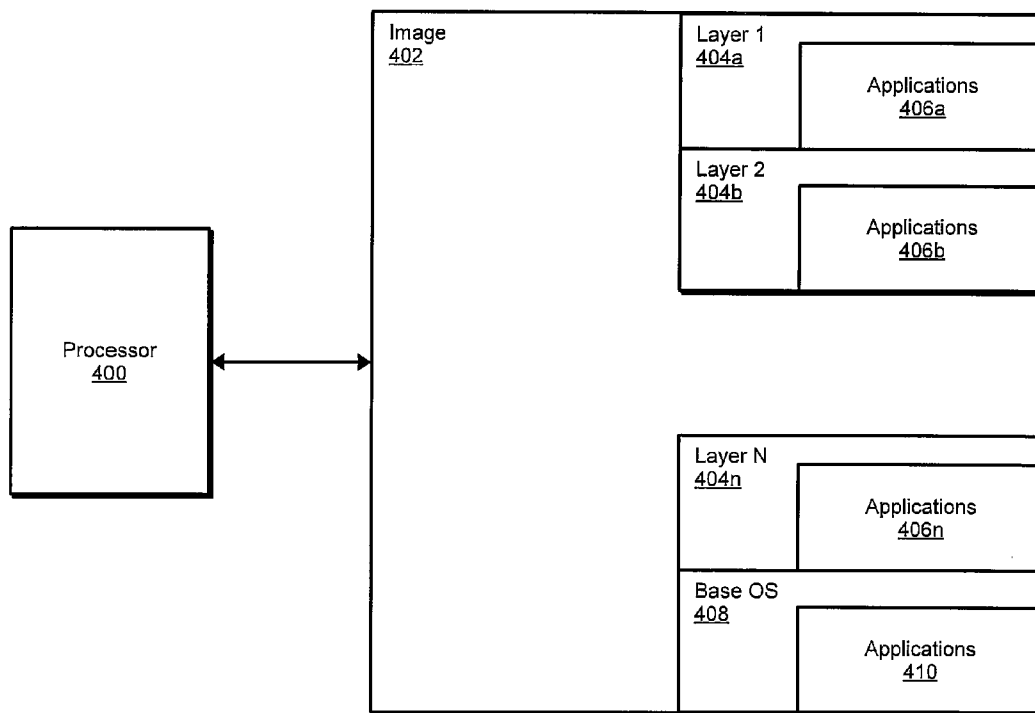 Image
402
Layer 1
404a
Applications
406a
Layer 2
404b
Applications
406b
Processor
400
Layer N
404n
Applications
406n
Base OS
408
Applications
410